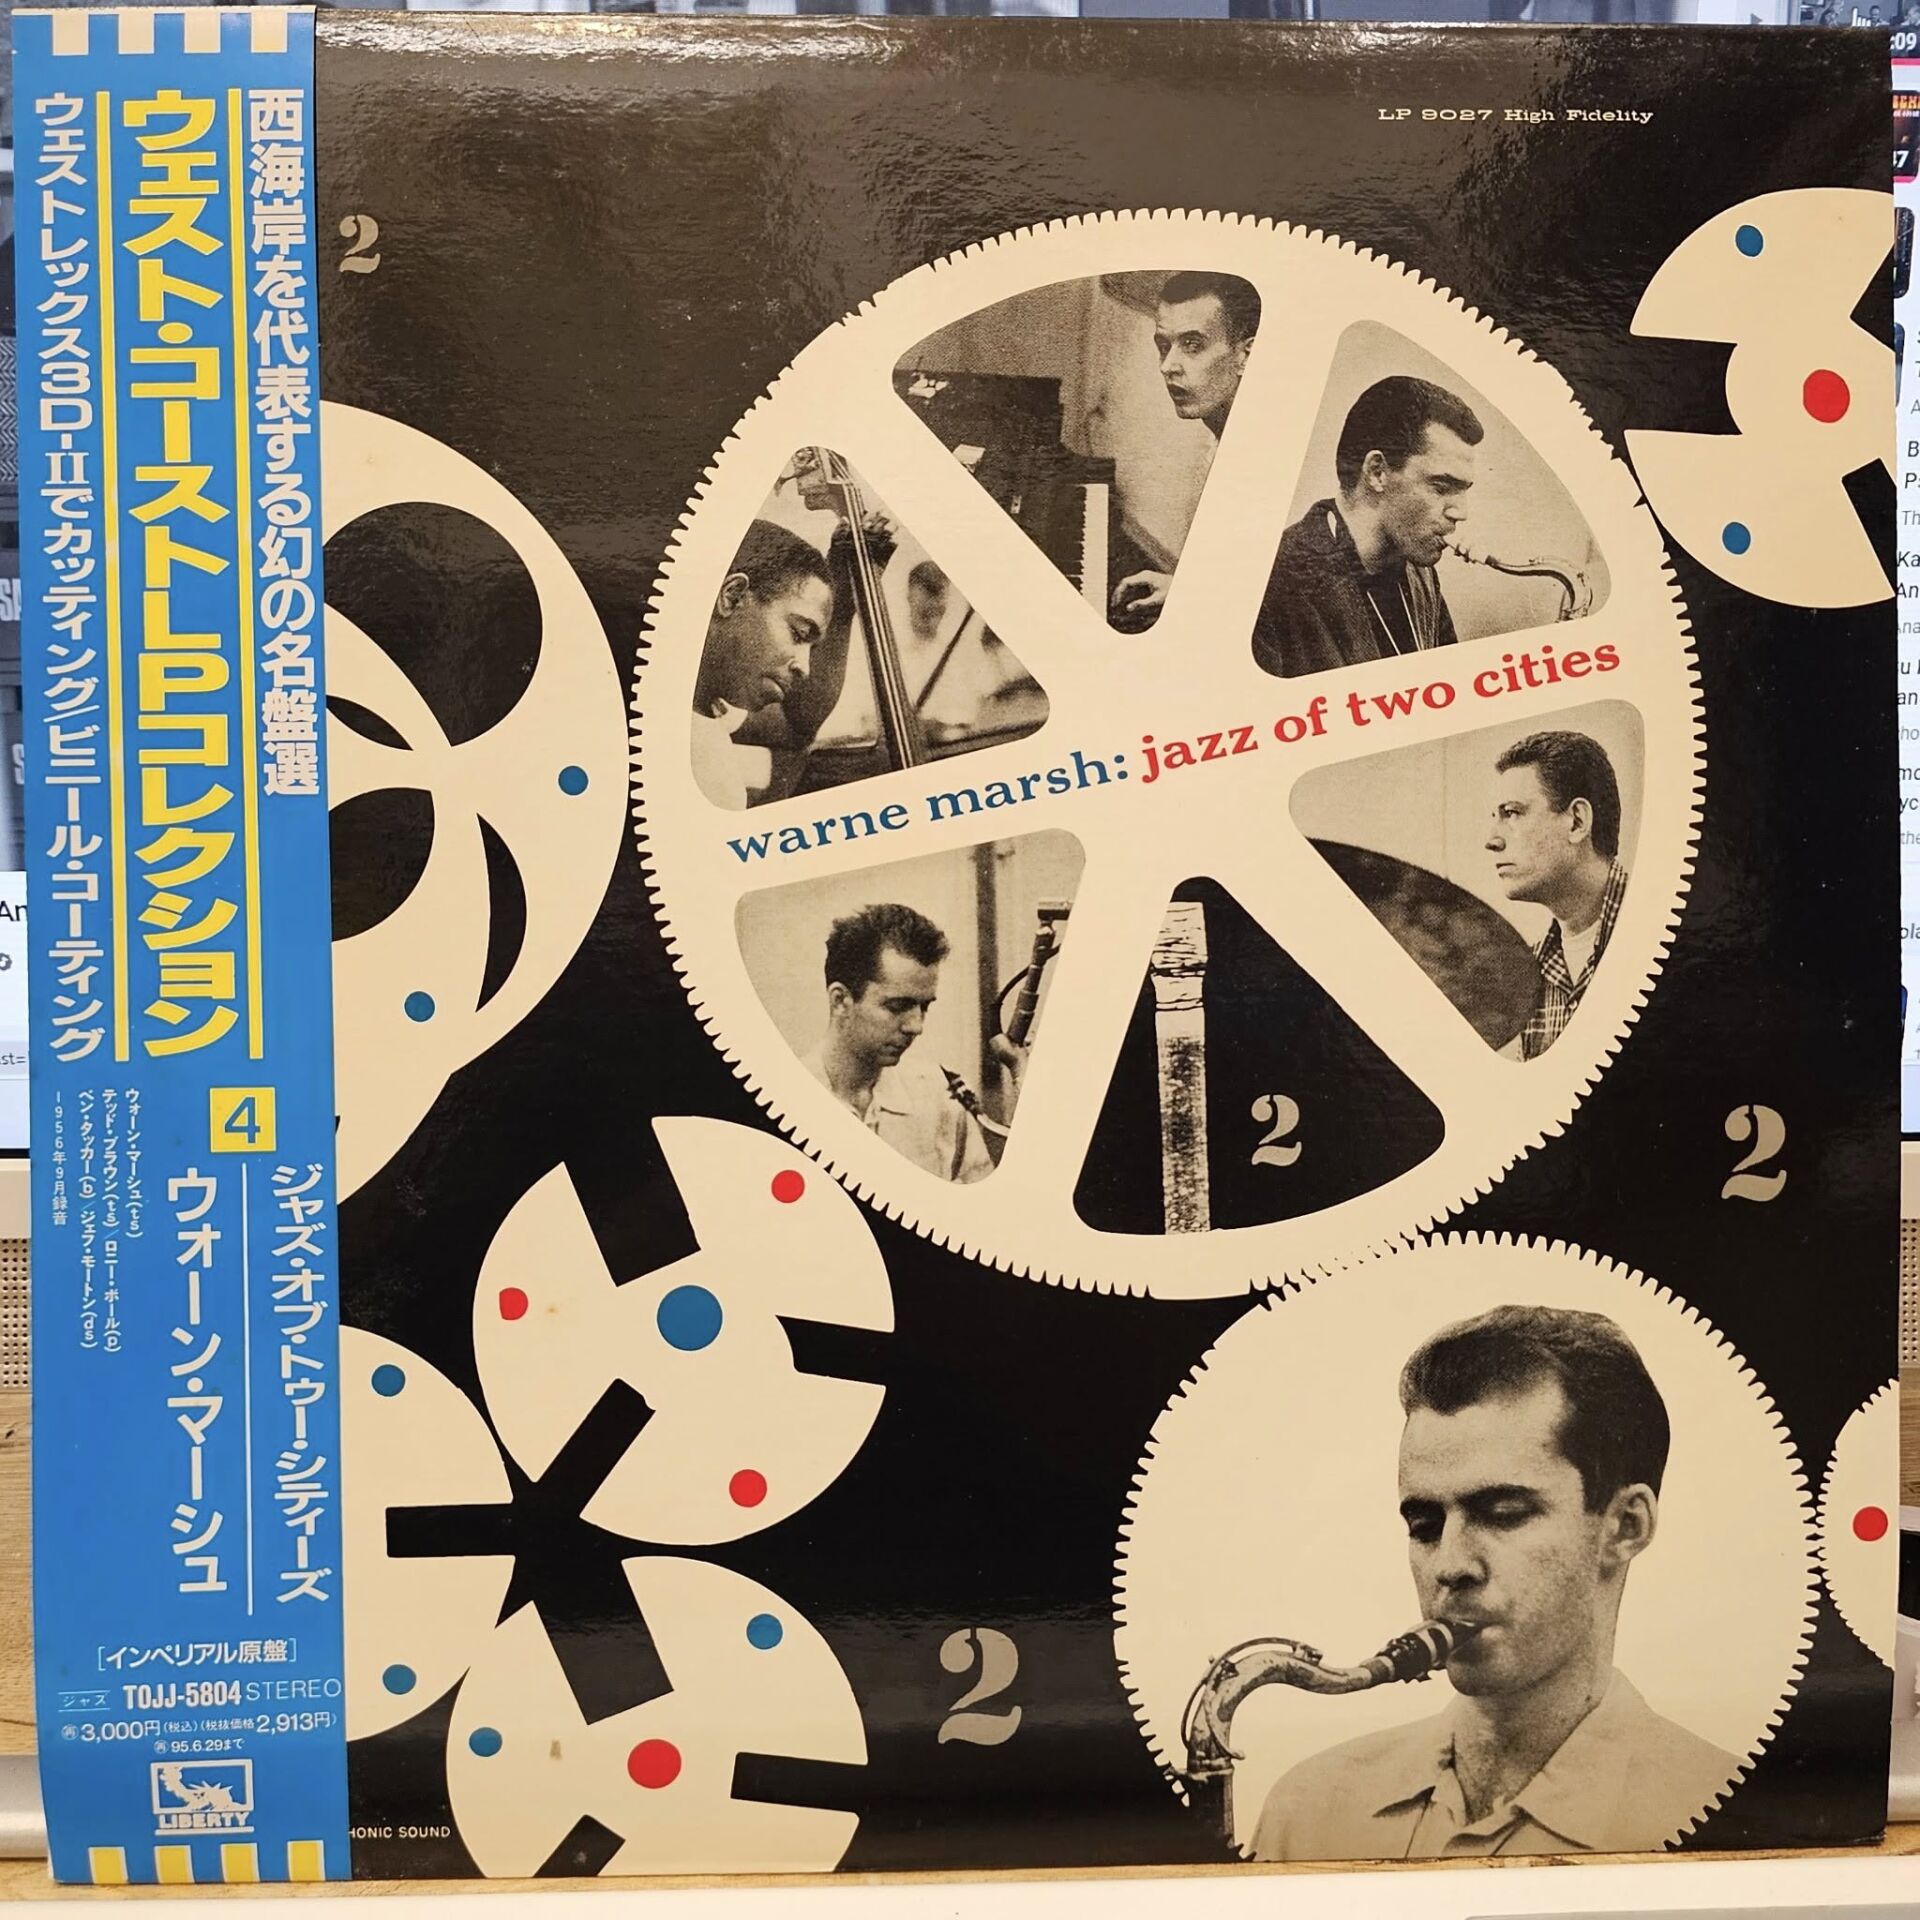 西海岸を代表する幻の名盤選
ウェスト・コーストLPコレクション
ウェストレックス3D-IIでカッティング/ビニール・コーティング
4
ジャズ・オブ・トゥー・シティーズ
ウォーン・マーシュ
ウォーン・マーシュ(ts)
テッド・ブラウン(ts)/ロニー・ボール(p)
ベン・タッカー(b)/ジェフ・モートン(ds)
―1956年9月録音
[インペリアル原盤]
ジャズ TOJJ-5804 STEREO
再 3,000円(税込)(税抜価格2,913円)
再 95.6.29まで
LIBERTY
LP 9027 High Fidelity
2
warne marsh: jazz of two cities
2
2
2
HONIC SOUND